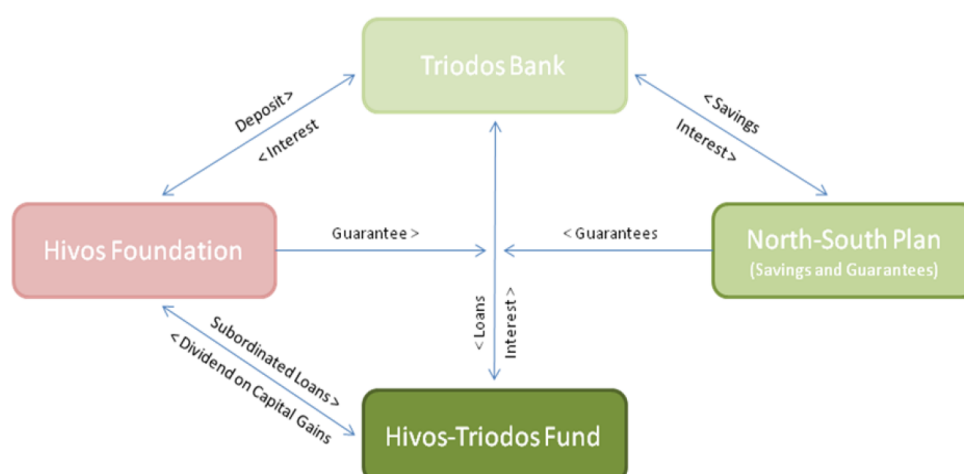 Triodos Bank
Deposit>
< Interest
< Savings
Interest >
Hivos Foundation
Guarantee >
< Guarantees
North-South Plan
(Savings and Guarantees)
< Loans
Interest >
Subordinated Loans >
< Dividend on Capital Gains
Hivos-Triodos Fund